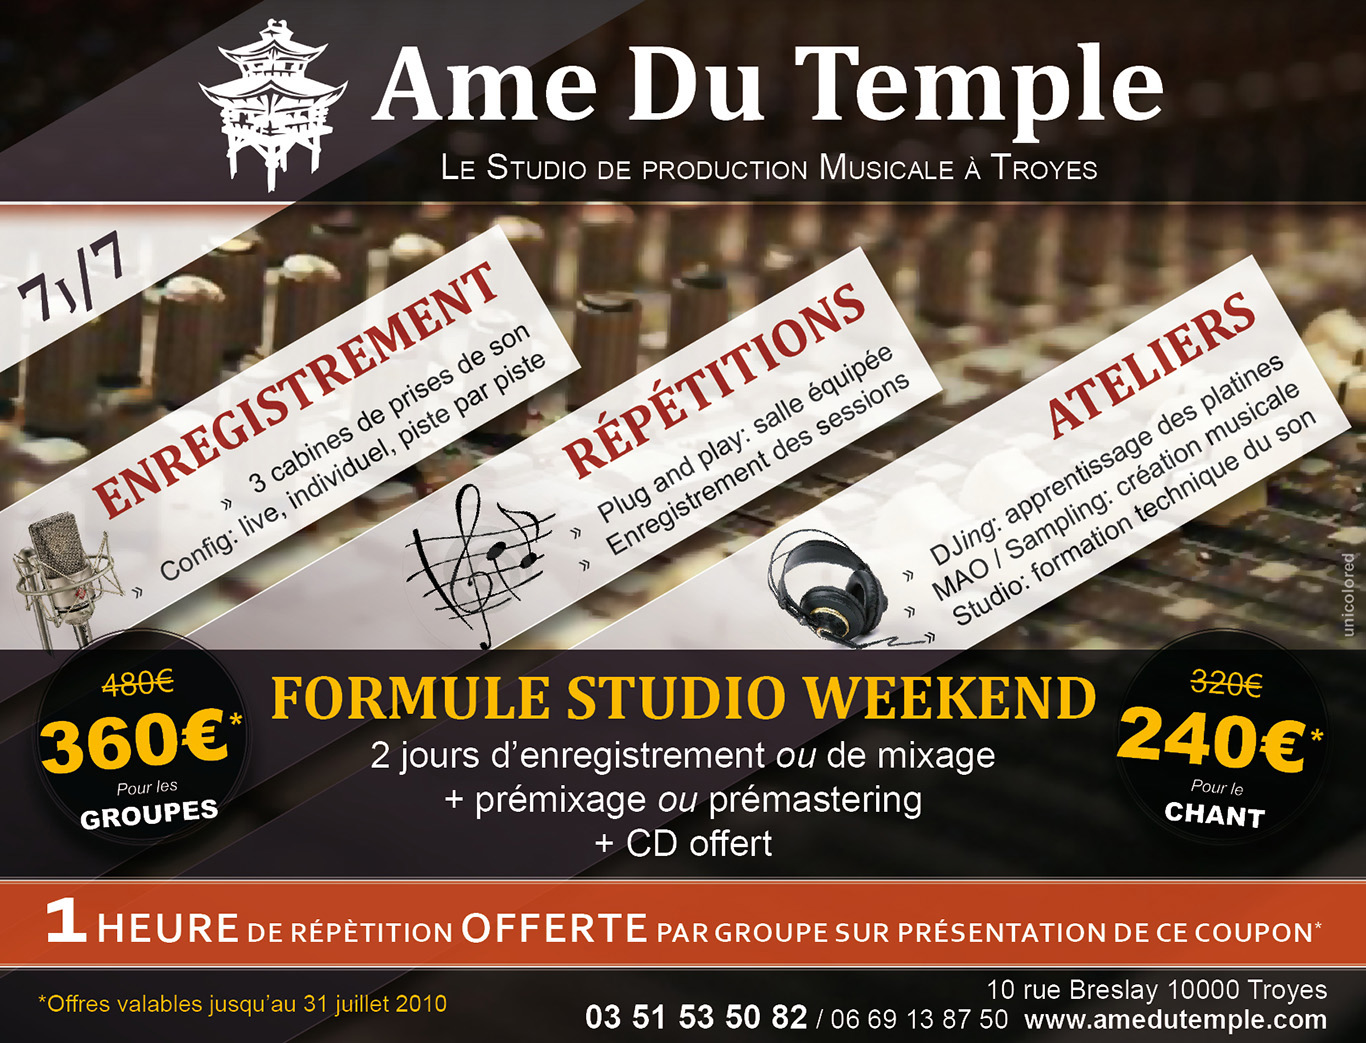 Ame Du Temple
LE STUDIO DE PRODUCTION MUSICALE À TROYES
7j/7
ENREGISTREMENT
» 3 cabines de prises de son
» Config: live, individuel, piste par piste
RÉPÉTITIONS
» Plug and play: salle équipée
» Enregistrement des sessions
ATELIERS
» DJing: apprentissage des platines
» MAO / Sampling: création musicale
» Studio: formation technique du son
unicolored
480€
360€*
Pour les
GROUPES
FORMULE STUDIO WEEKEND
2 jours d'enregistrement ou de mixage
+ prémixage ou prémastering
+ CD offert
320€
240€*
Pour le
CHANT
1 HEURE DE RÉPÈTITION OFFERTE PAR GROUPE SUR PRÉSENTATION DE CE COUPON*
*Offres valables jusqu'au 31 juillet 2010
10 rue Breslay 10000 Troyes
03 51 53 50 82 / 06 69 13 87 50 www.amedutemple.com